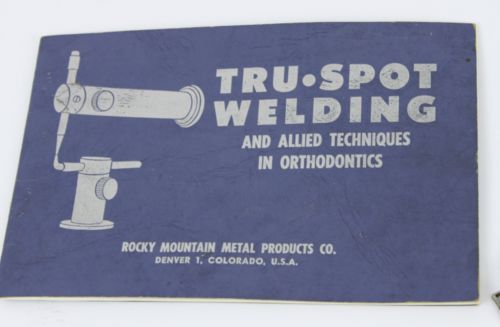 TRU•SPOT
WELDING
AND ALLIED TECHNIQUES
IN ORTHODONTICS
ROCKY MOUNTAIN METAL PRODUCTS CO.
DENVER 1, COLORADO, U.S.A.